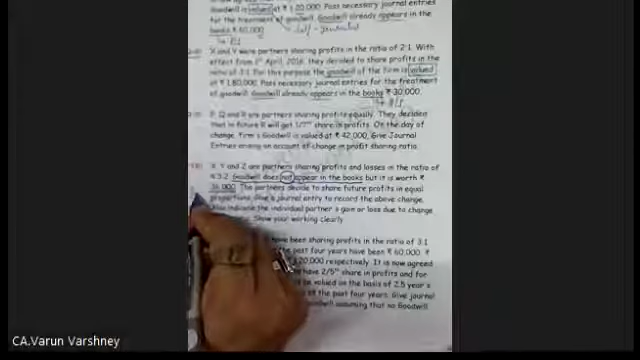 Goodwill is valued at ₹ 1,20,000. Pass necessary journal entries
for the treatment of goodwill. Goodwill already appears in the
books ₹ 60,000
X and Y were partners sharing profits in the ratio of 2:1. With
effect from 1st April, 2016, they decided to share profits in the
ratio of 3:1. For this purpose the goodwill of the firm is valued
at ₹ 1,80,000. Pass necessary journal entries for the treatment
of goodwill. Goodwill already appears in the books ₹ 30,000.
P, Q and R are partners sharing profits equally. They decided
that in future R will get 1/7th share in profits. On the day of
change, firm's Goodwill is valued at ₹ 42,000. Give Journal
Entries arising on account of change in profit sharing ratio.
X, Y and Z are partners sharing profits and losses in the ratio of
4:3:2. Goodwill does not appear in the books but it is worth ₹
36,000. The partners decide to share future profits in equal
proportions. Give a journal entry to record the above change.
Also indicate the individual partner's gain or loss due to change
Show your working clearly
have been sharing profits in the ratio of 3:1
the past four years have been ₹ 60,000, ₹
1,20,000 respectively. It is now agreed
have 2/5th share in profits and for
be valued on the basis of 2.5 year's
of the past four years. Give journal
Goodwill assuming that no Goodwill
CA.Varun Varshney